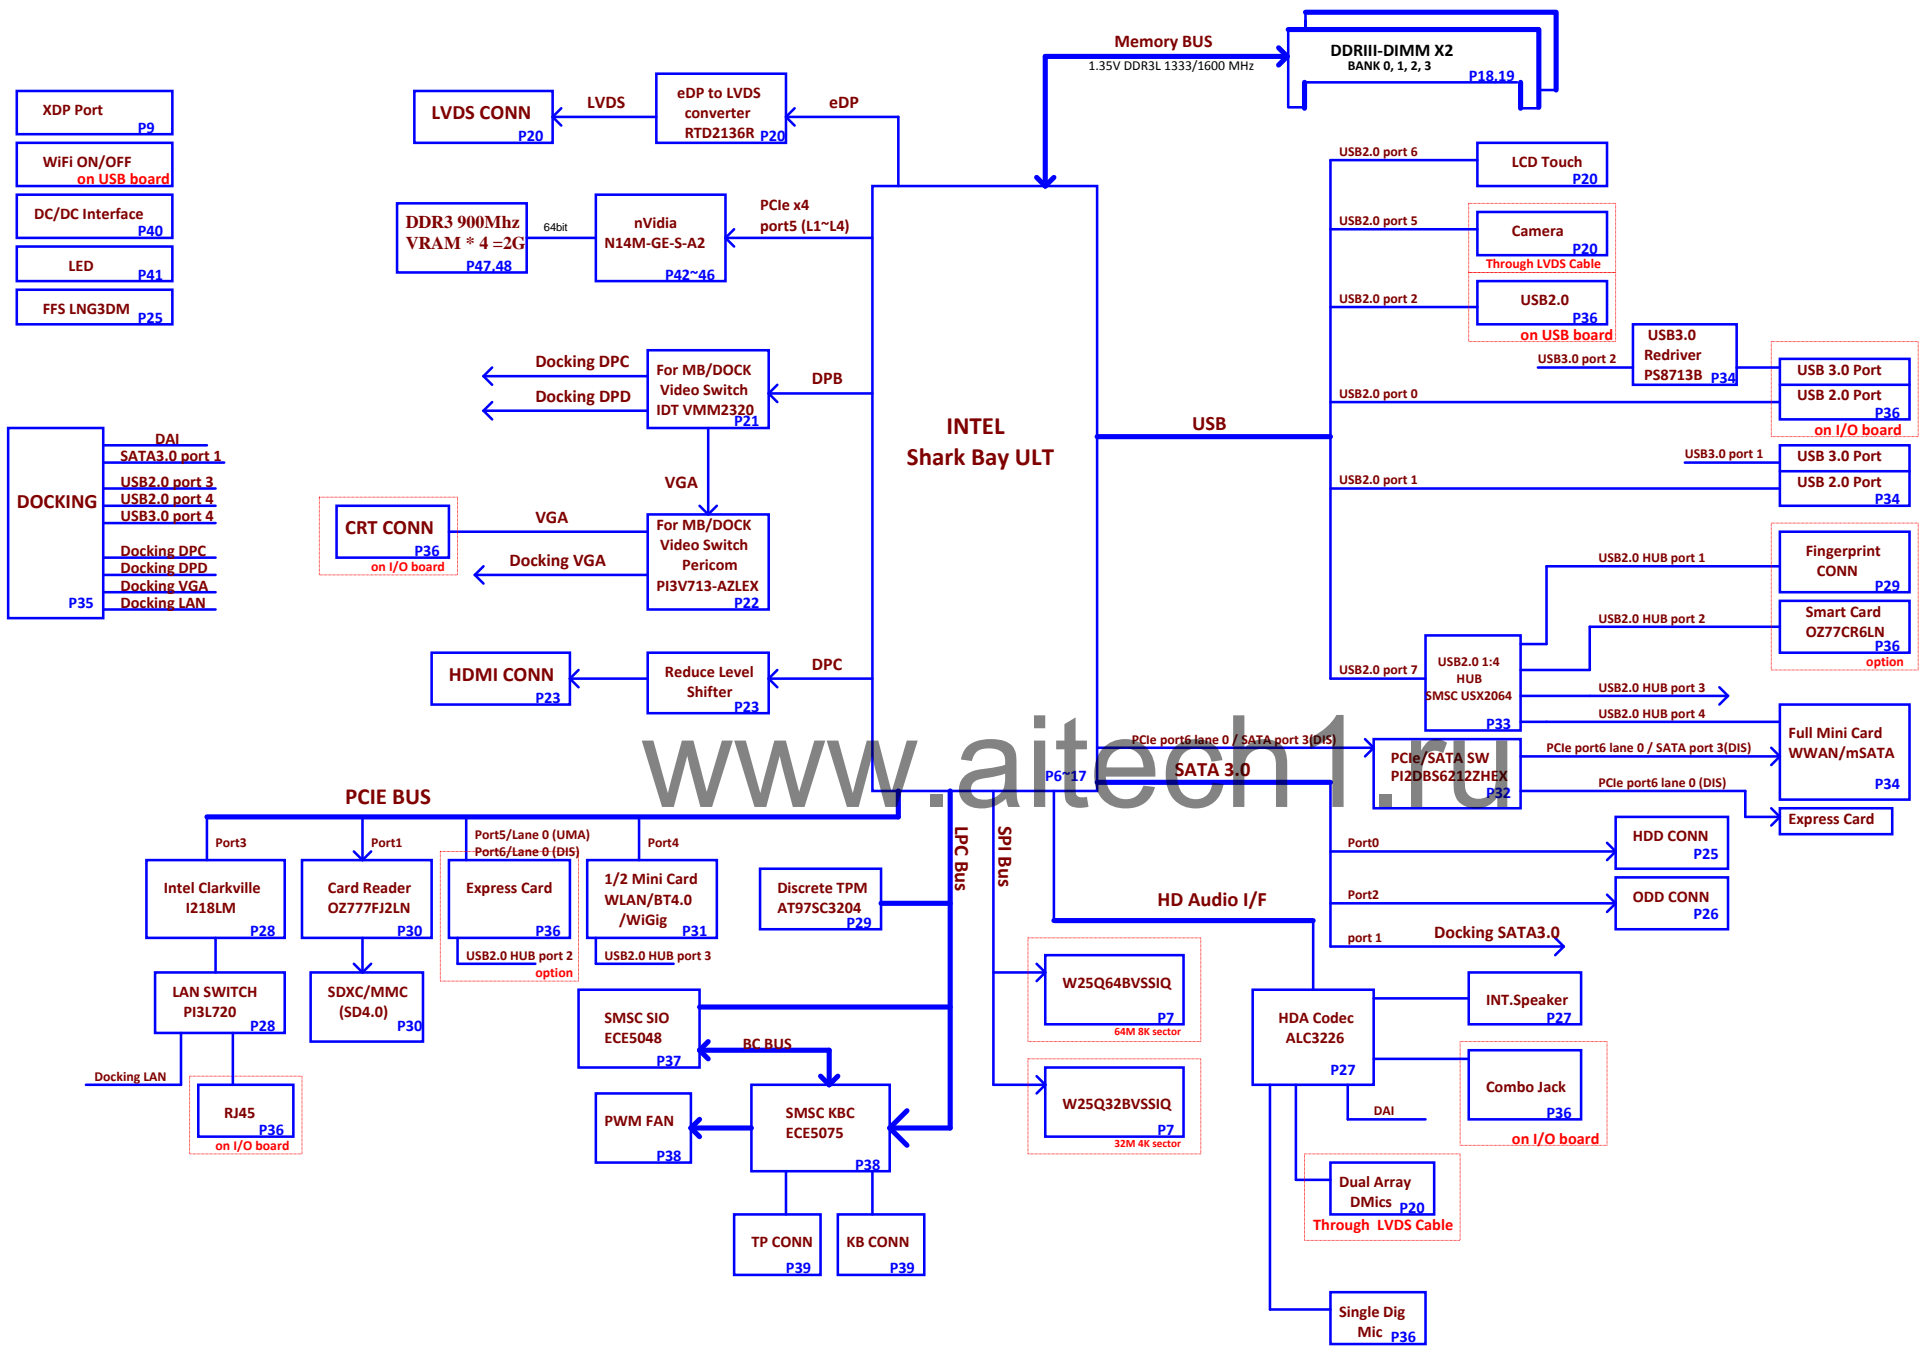 Memory BUS
1.35V DDR3L 1333/1600 MHz
DDRIII-DIMM X2
BANK 0, 1, 2, 3
P18,19
XDP Port
P9
WiFi ON/OFF
on USB board
DC/DC Interface
P40
LED
P41
FFS LNG3DM
P25
LVDS CONN
P20
LVDS
eDP to LVDS
converter
RTD2136R
P20
eDP
DDR3 900Mhz
VRAM * 4 =2G
P47,48
64bit
nVidia
N14M-GE-S-A2
P42~46
PCIe x4
port5 (L1~L4)
Docking DPC
Docking DPD
For MB/DOCK
Video Switch
IDT VMM2320
P21
DPB
VGA
CRT CONN
P36
on I/O board
VGA
Docking VGA
For MB/DOCK
Video Switch
Pericom
PI3V713-AZLEX
P22
HDMI CONN
P23
Reduce Level
Shifter
P23
DPC
INTEL
Shark Bay ULT
P6~17
DOCKING
P35
DAI
SATA3.0 port 1
USB2.0 port 3
USB2.0 port 4
USB3.0 port 4
Docking DPC
Docking DPD
Docking VGA
Docking LAN
USB
USB2.0 port 6
LCD Touch
P20
USB2.0 port 5
Camera
P20
Through LVDS Cable
USB2.0 port 2
USB2.0
P36
on USB board
USB3.0 port 2
USB3.0
Redriver
PS8713B
P34
USB 3.0 Port
USB2.0 port 0
USB 2.0 Port
P36
on I/O board
USB3.0 port 1
USB 3.0 Port
USB2.0 port 1
USB 2.0 Port
P34
USB2.0 HUB port 1
Fingerprint
CONN
P29
USB2.0 HUB port 2
Smart Card
OZ77CR6LN
P36
option
USB2.0 port 7
USB2.0 1:4
HUB
SMSC USX2064
P33
USB2.0 HUB port 3
USB2.0 HUB port 4
Full Mini Card
WWAN/mSATA
P34
PCIe port6 lane 0 / SATA port 3(DIS)
PCIe/SATA SW
PI2DBS6212ZHEX
P32
PCIe port6 lane 0 / SATA port 3(DIS)
PCIe port6 lane 0 (DIS)
Express Card
SATA 3.0
www.aitech1.ru
Port0
HDD CONN
P25
Port2
ODD CONN
P26
port 1
Docking SATA3.0
PCIE BUS
Port3
Port1
Port5/Lane 0 (UMA)
Port6/Lane 0 (DIS)
Port4
Intel Clarkville
I218LM
P28
Card Reader
OZ777FJ2LN
P30
Express Card
P36
USB2.0 HUB port 2
option
1/2 Mini Card
WLAN/BT4.0
/WiGig
P31
USB2.0 HUB port 3
LAN SWITCH
PI3L720
P28
SDXC/MMC
(SD4.0)
P30
Docking LAN
RJ45
P36
on I/O board
LPC Bus
SPI Bus
Discrete TPM
AT97SC3204
P29
HD Audio I/F
SMSC SIO
ECE5048
P37
BC BUS
PWM FAN
P38
SMSC KBC
ECE5075
P38
TP CONN
P39
KB CONN
P39
W25Q64BVSSIQ
P7
64M 8K sector
W25Q32BVSSIQ
P7
32M 4K sector
HDA Codec
ALC3226
P27
INT.Speaker
P27
Combo Jack
P36
on I/O board
DAI
Dual Array
DMics
P20
Through LVDS Cable
Single Dig
Mic
P36